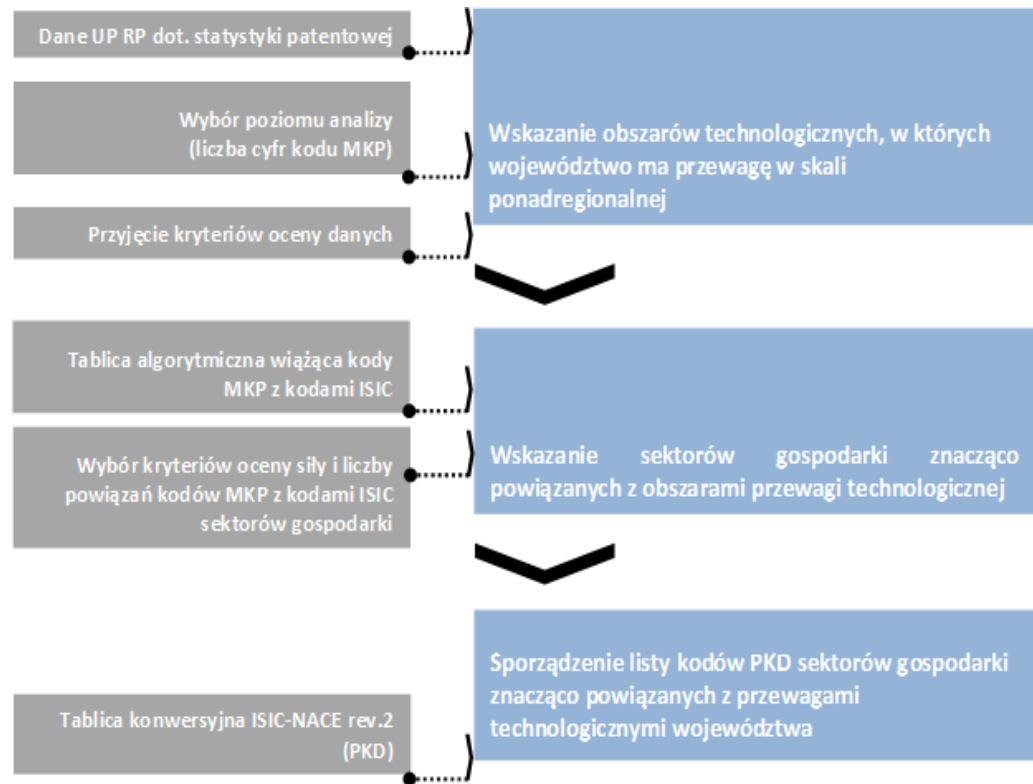 Dane UP RP dot. statystyki patentowej
Wybór poziomu analizy
(liczba cyfr kodu MKP)
Przyjęcie kryteriów oceny danych
Wskazanie obszarów technologicznych, w których
województwo ma przewagę w skali
ponadregionalnej
Tablica algorytmiczna wiążąca kody
MKP z kodami ISIC
Wybór kryteriów oceny siły i liczby
powiązań kodów MKP z kodami ISIC
sektorów gospodarki
Wskazanie sektorów gospodarki znacząco
powiązanych z obszarami przewagi technologicznej
Tablica konwersyjna ISIC-NACE rev.2
(PKD)
Sporządzenie listy kodów PKD sektorów gospodarki
znacząco powiązanych z przewagami
technologicznymi województwa